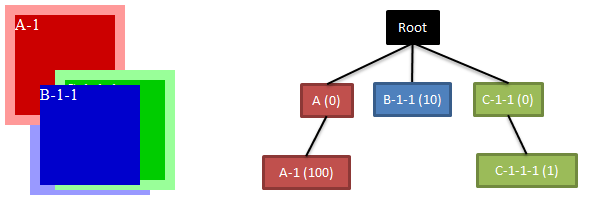 A-1
B-1-1
Root
A (0)
B-1-1 (10)
C-1-1 (0)
A-1 (100)
C-1-1-1 (1)